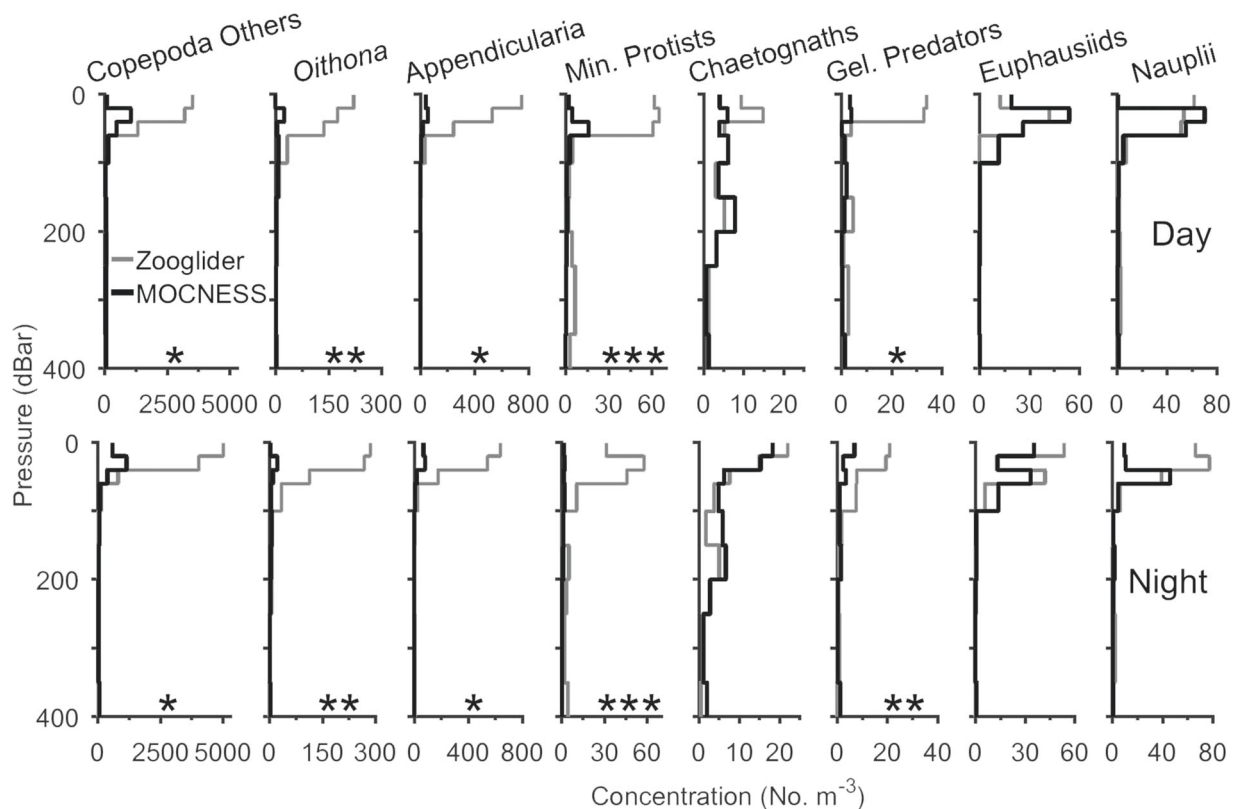 Copepoda Others
Oithona
Appendicularia
Min. Protists
Chaetognaths
Gel. Predators
Euphausiids
Nauplii
0
200
400
Zooglider
MOCNESS
Day
* ** * *** *
0 2500 5000 0 150 300 0 400 800 0 30 60 0 10 20 0 20 40 0 30 60 0 40 80
Pressure (dBar)
0
200
400
Night
* ** * *** **
0 2500 5000 0 150 300 0 400 800 0 30 60 0 10 20 0 20 40 0 30 60 0 40 80
Concentration (No. m⁻³)